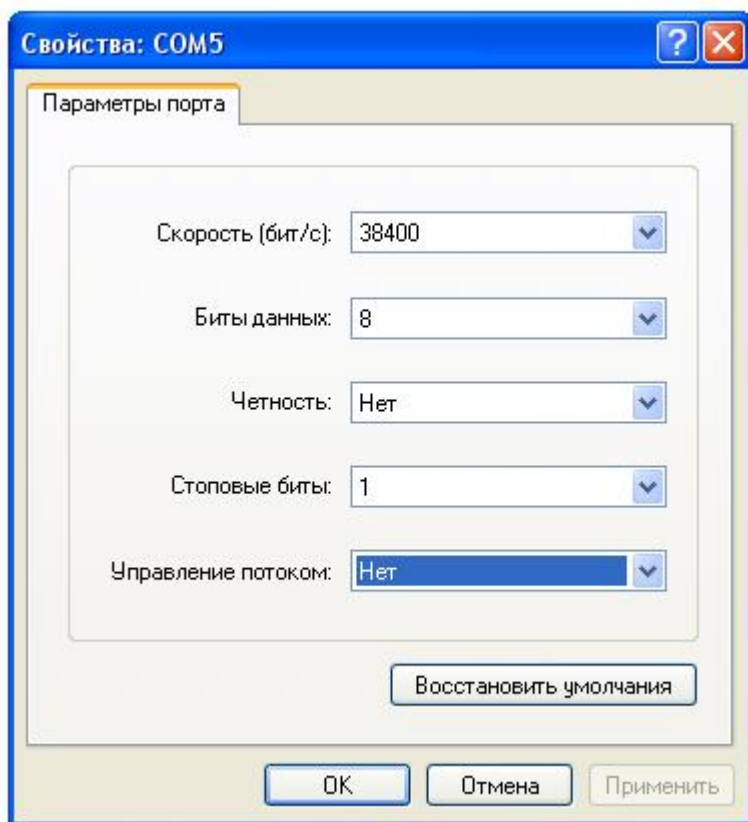 Свойства: COM5
Параметры порта
Скорость (бит/с): 38400
Биты данных: 8
Четность: Нет
Стоповые биты: 1
Управление потоком: Нет
Восстановить умолчания
OK Отмена Применить